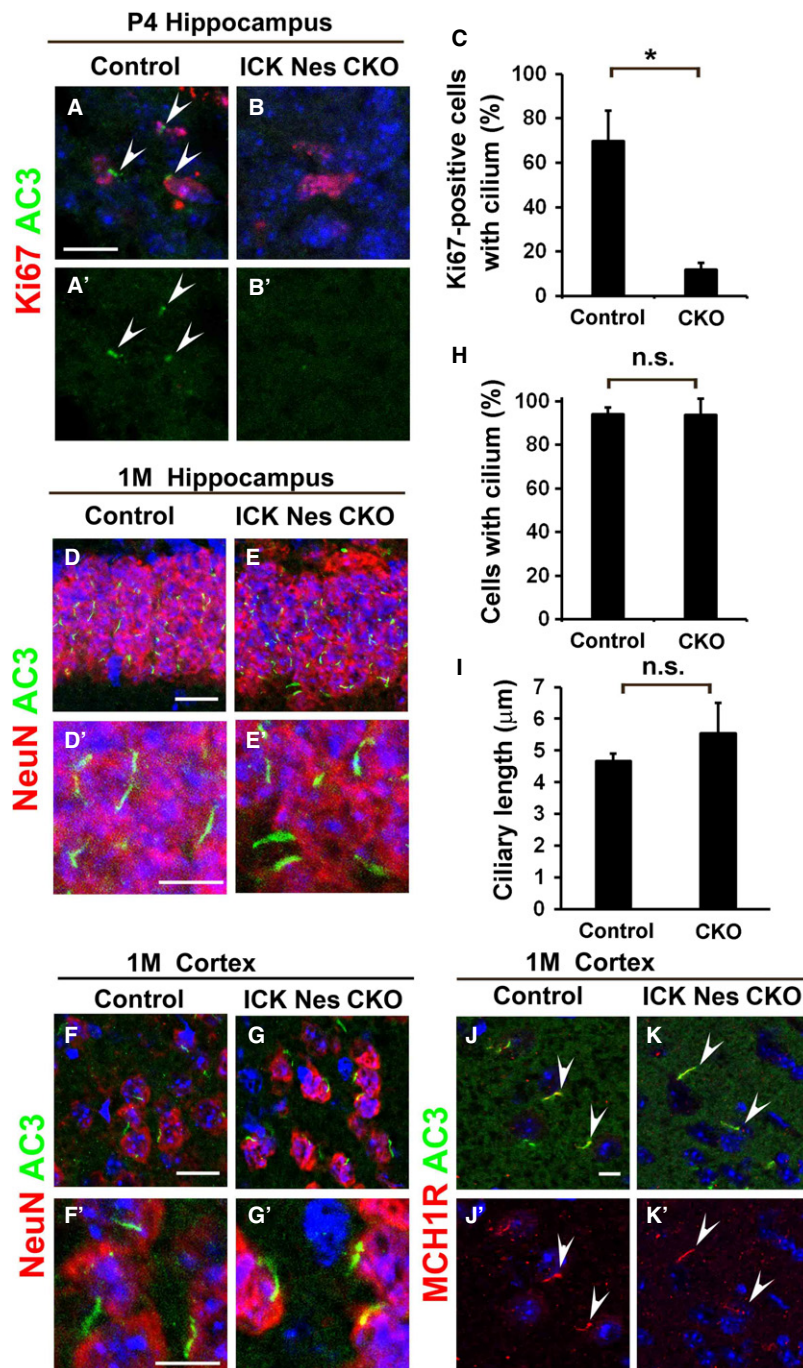 P4 Hippocampus
Control
ICK Nes CKO
Ki67 AC3
A
B
A'
B'
C
*
Ki67-positive cells
with cilium (%)
100
80
60
40
20
0
Control
CKO
1M Hippocampus
Control
ICK Nes CKO
NeuN AC3
D
E
D'
E'
H
n.s.
Cells with cilium (%)
100
80
60
40
20
0
Control
CKO
I
n.s.
Ciliary length (μm)
7
6
5
4
3
2
1
0
Control
CKO
1M Cortex
Control
ICK Nes CKO
NeuN AC3
F
G
F'
G'
1M Cortex
Control
ICK Nes CKO
MCH1R AC3
J
K
J'
K'